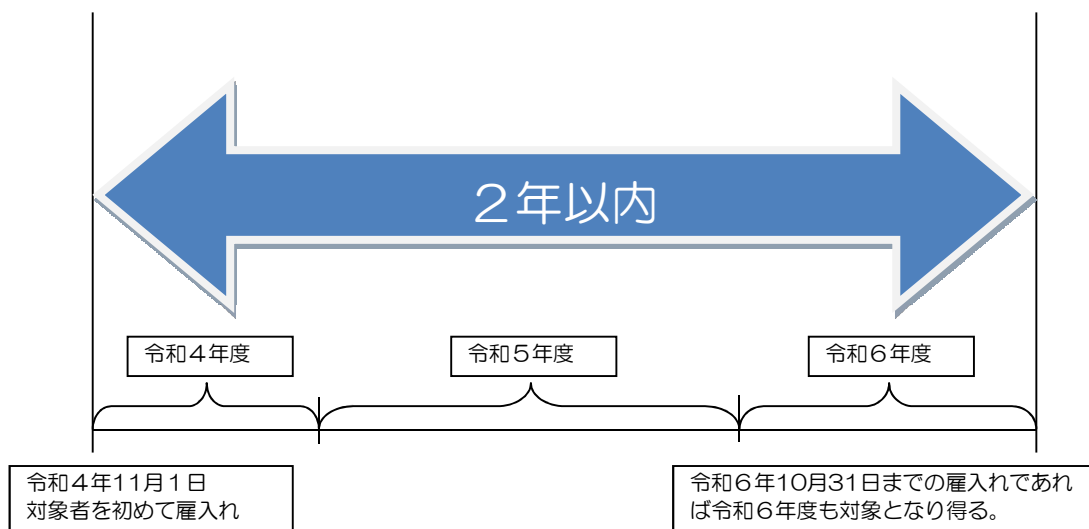 ２年以内
令和４年度
令和５年度
令和６年度
令和４年11月１日
対象者を初めて雇入れ
令和６年10月31日までの雇入れであれ
ば令和６年度も対象となり得る。